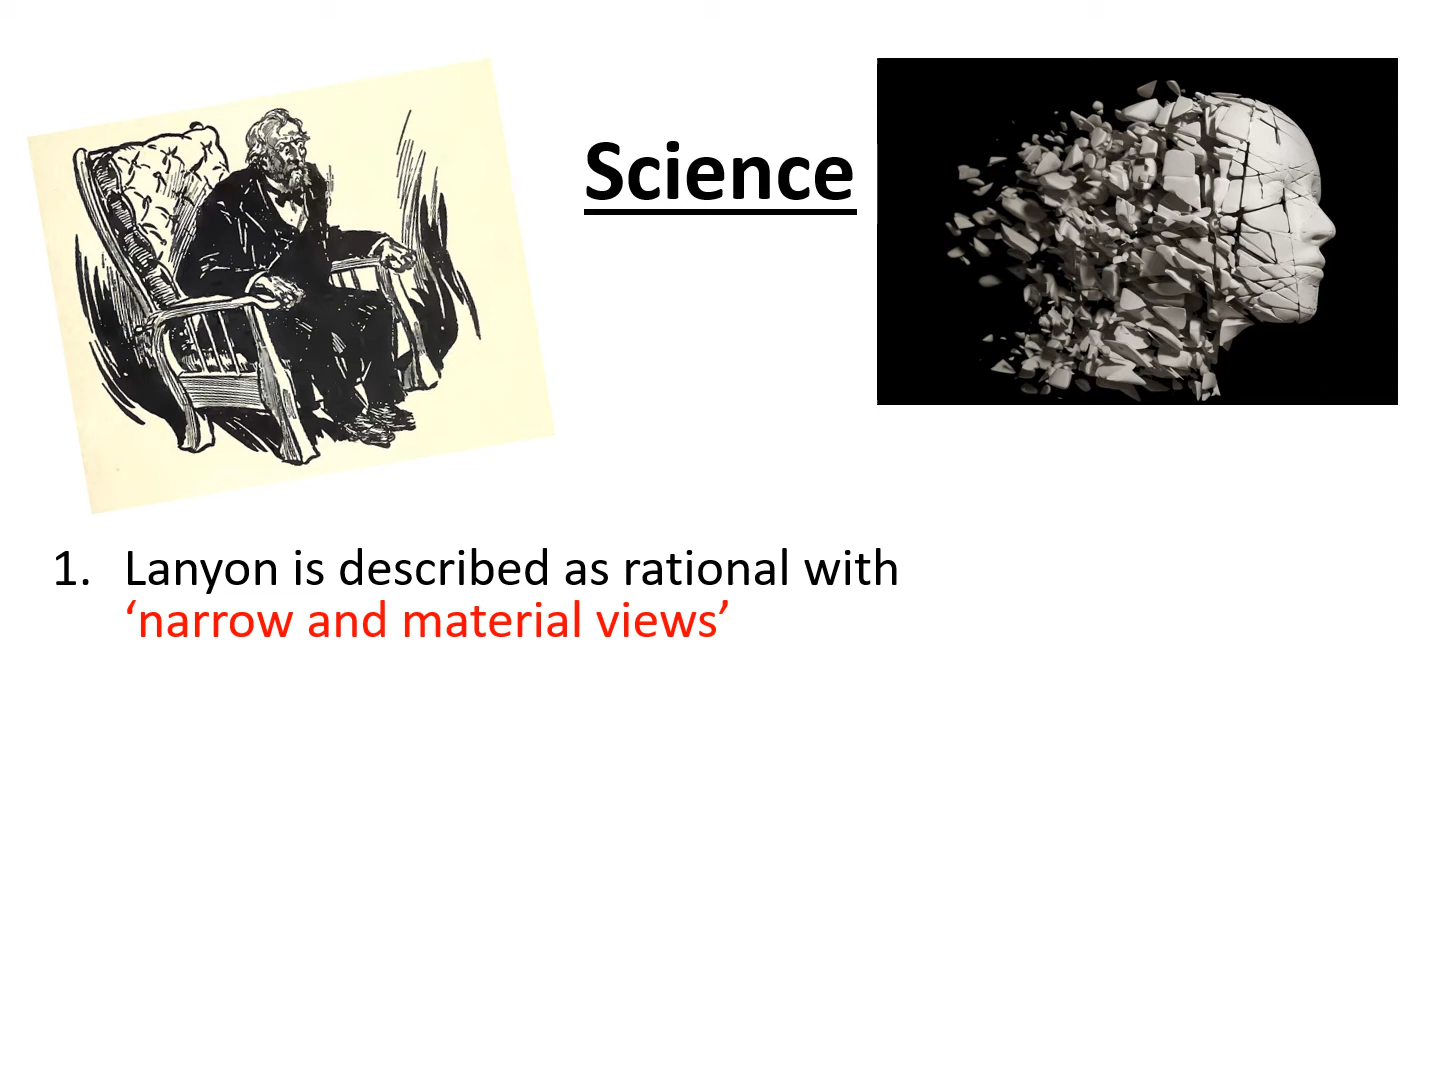 Science
1. Lanyon is described as rational with
‘narrow and material views’